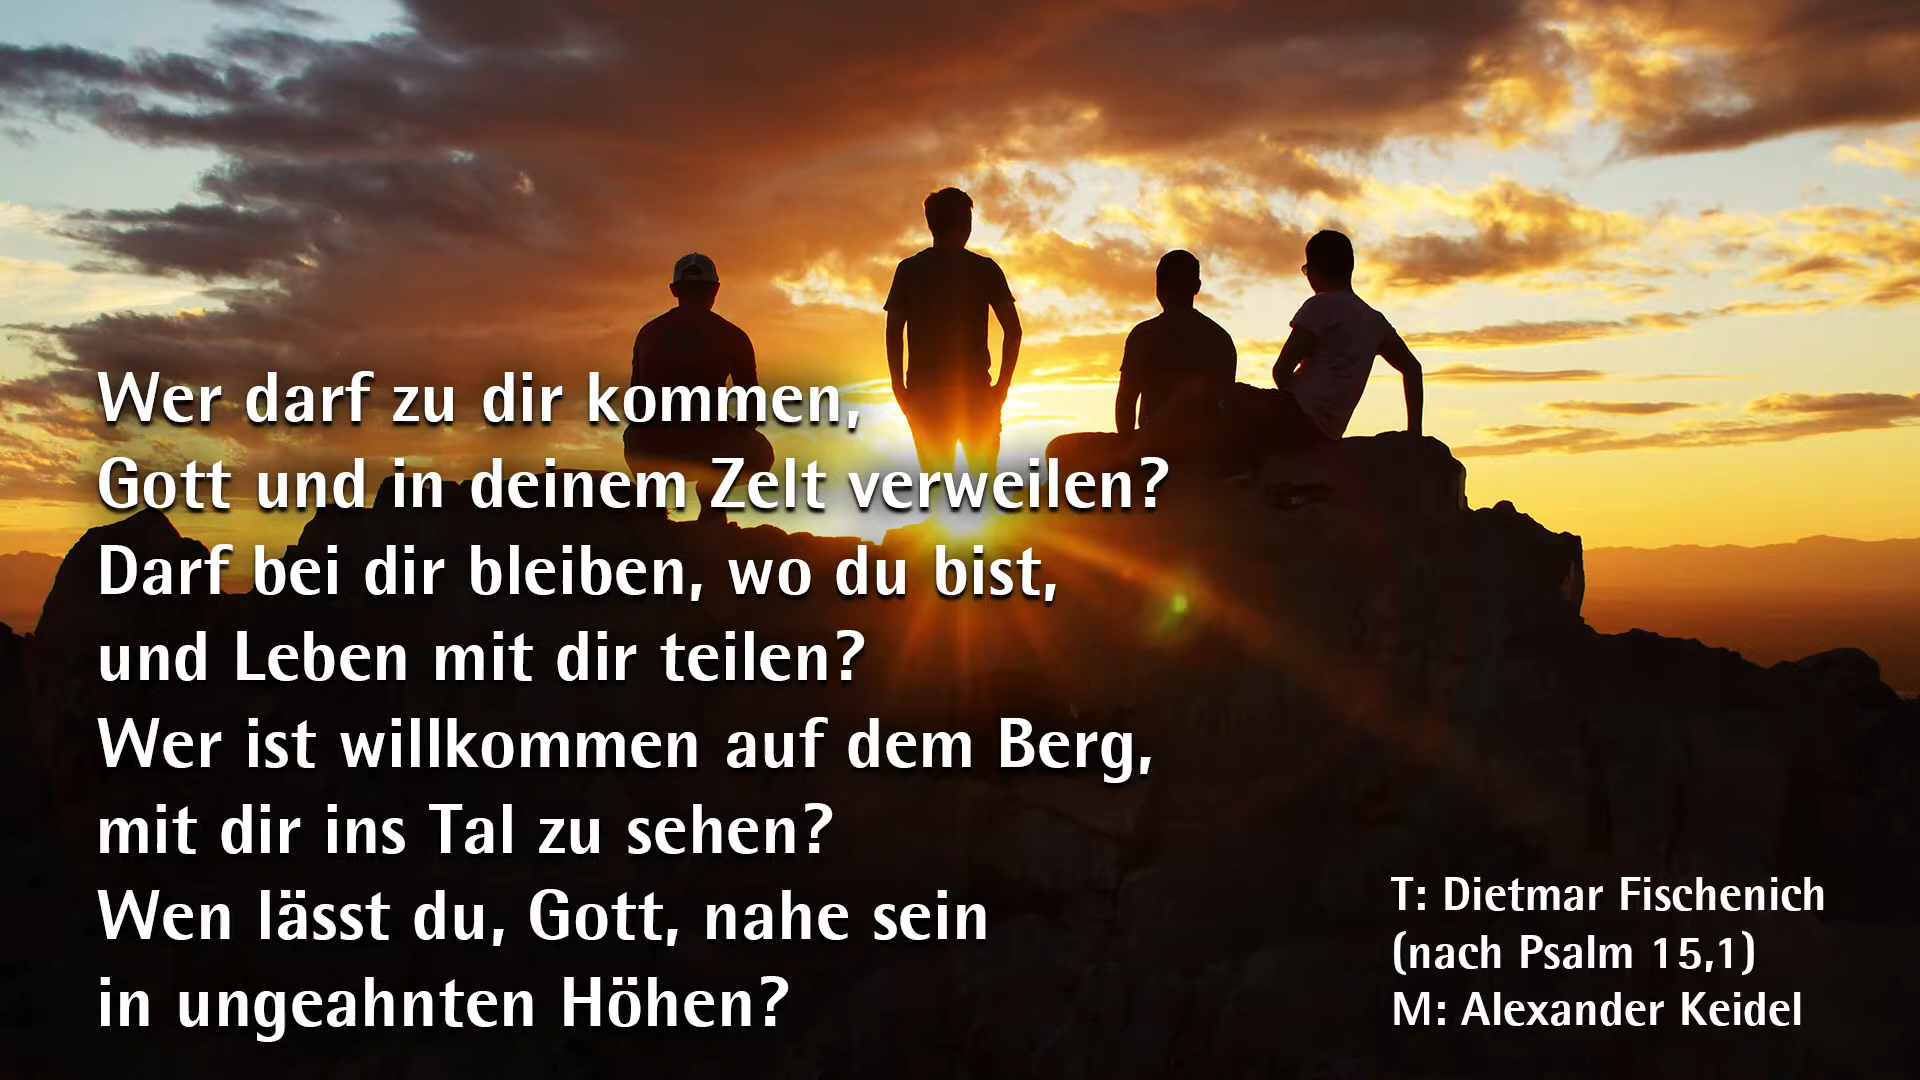 Wer darf zu dir kommen,
Gott und in deinem Zelt verweilen?
Darf bei dir bleiben, wo du bist,
und Leben mit dir teilen?
Wer ist willkommen auf dem Berg,
mit dir ins Tal zu sehen?
Wen lässt du, Gott, nahe sein
in ungeahnten Höhen?
T: Dietmar Fischenich
(nach Psalm 15,1)
M: Alexander Keidel